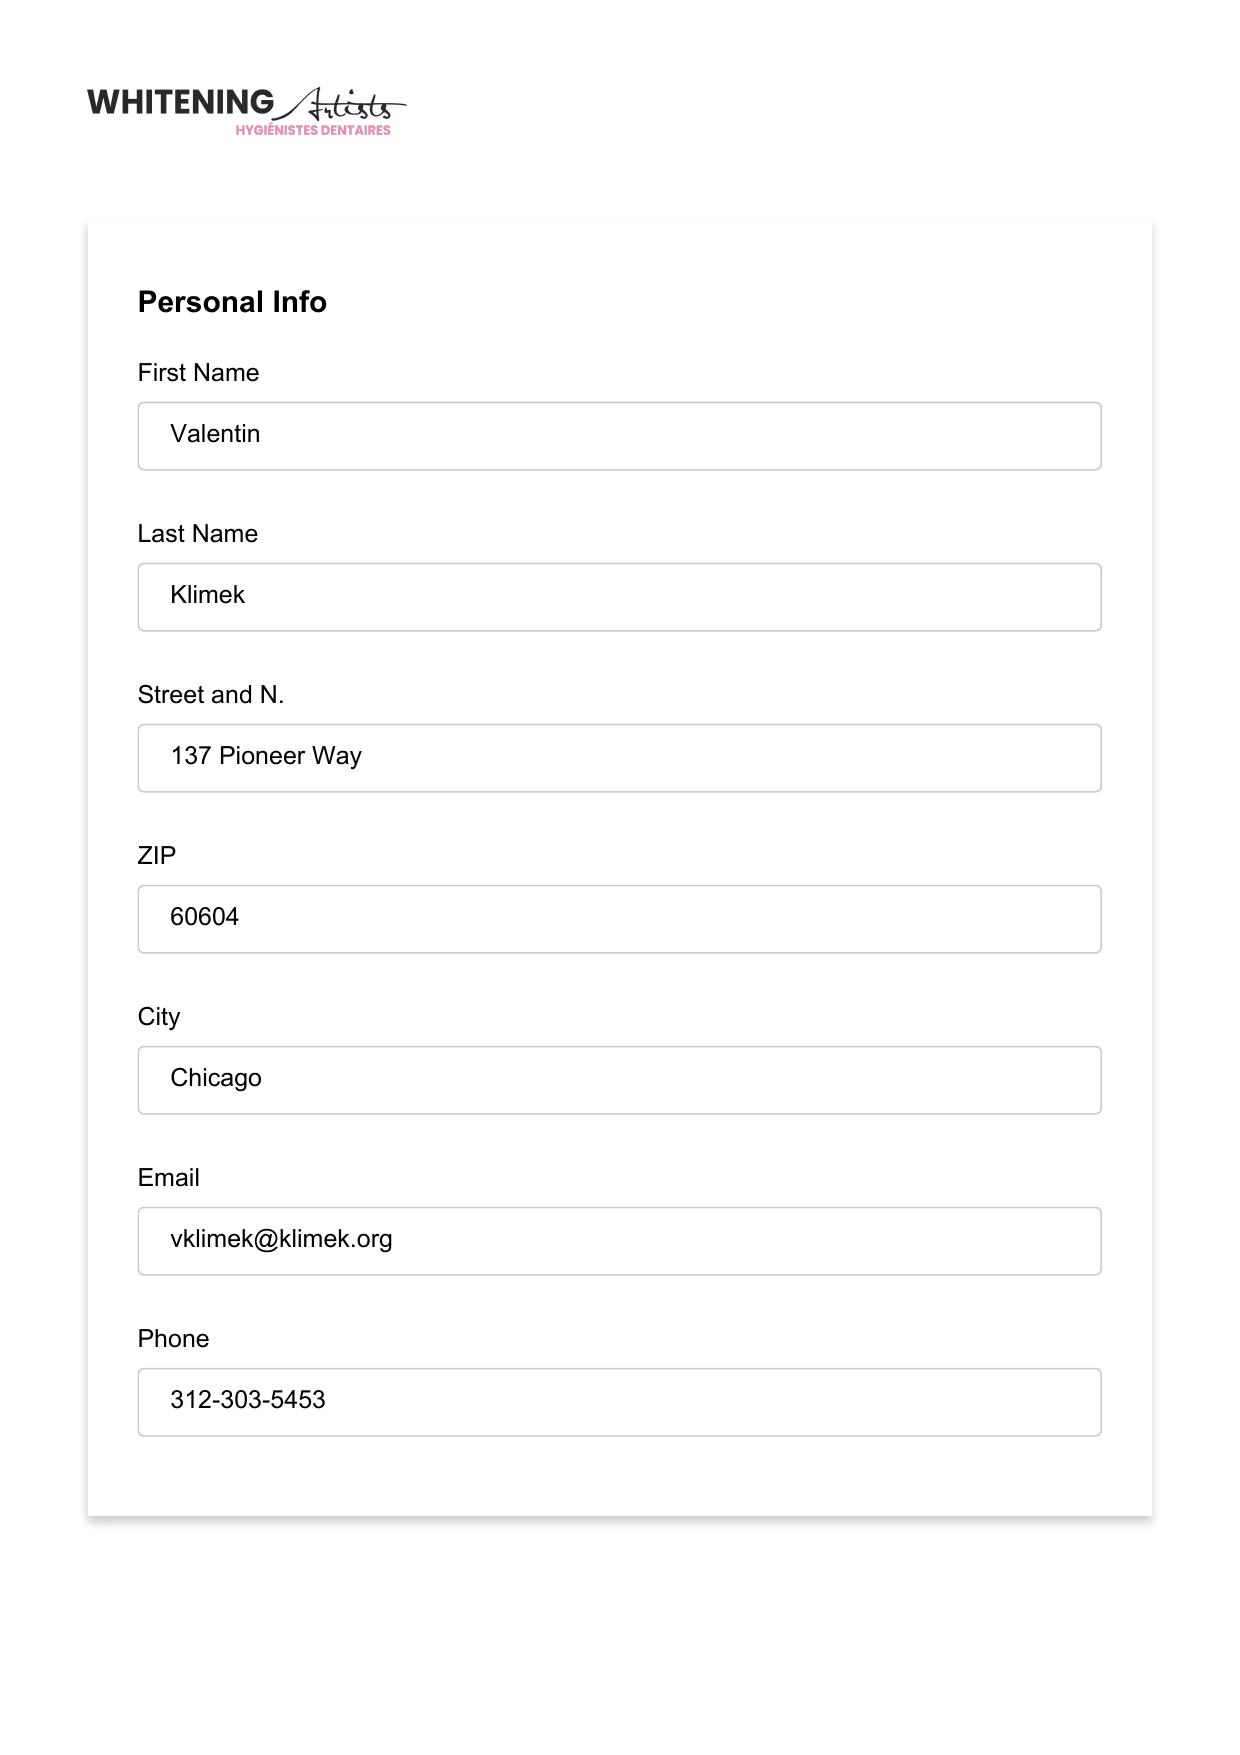 WHITENING Artists
HYGIÉNISTES DENTAIRES
Personal Info
First Name
Valentin
Last Name
Klimek
Street and N.
137 Pioneer Way
ZIP
60604
City
Chicago
Email
vklimek@klimek.org
Phone
312-303-5453